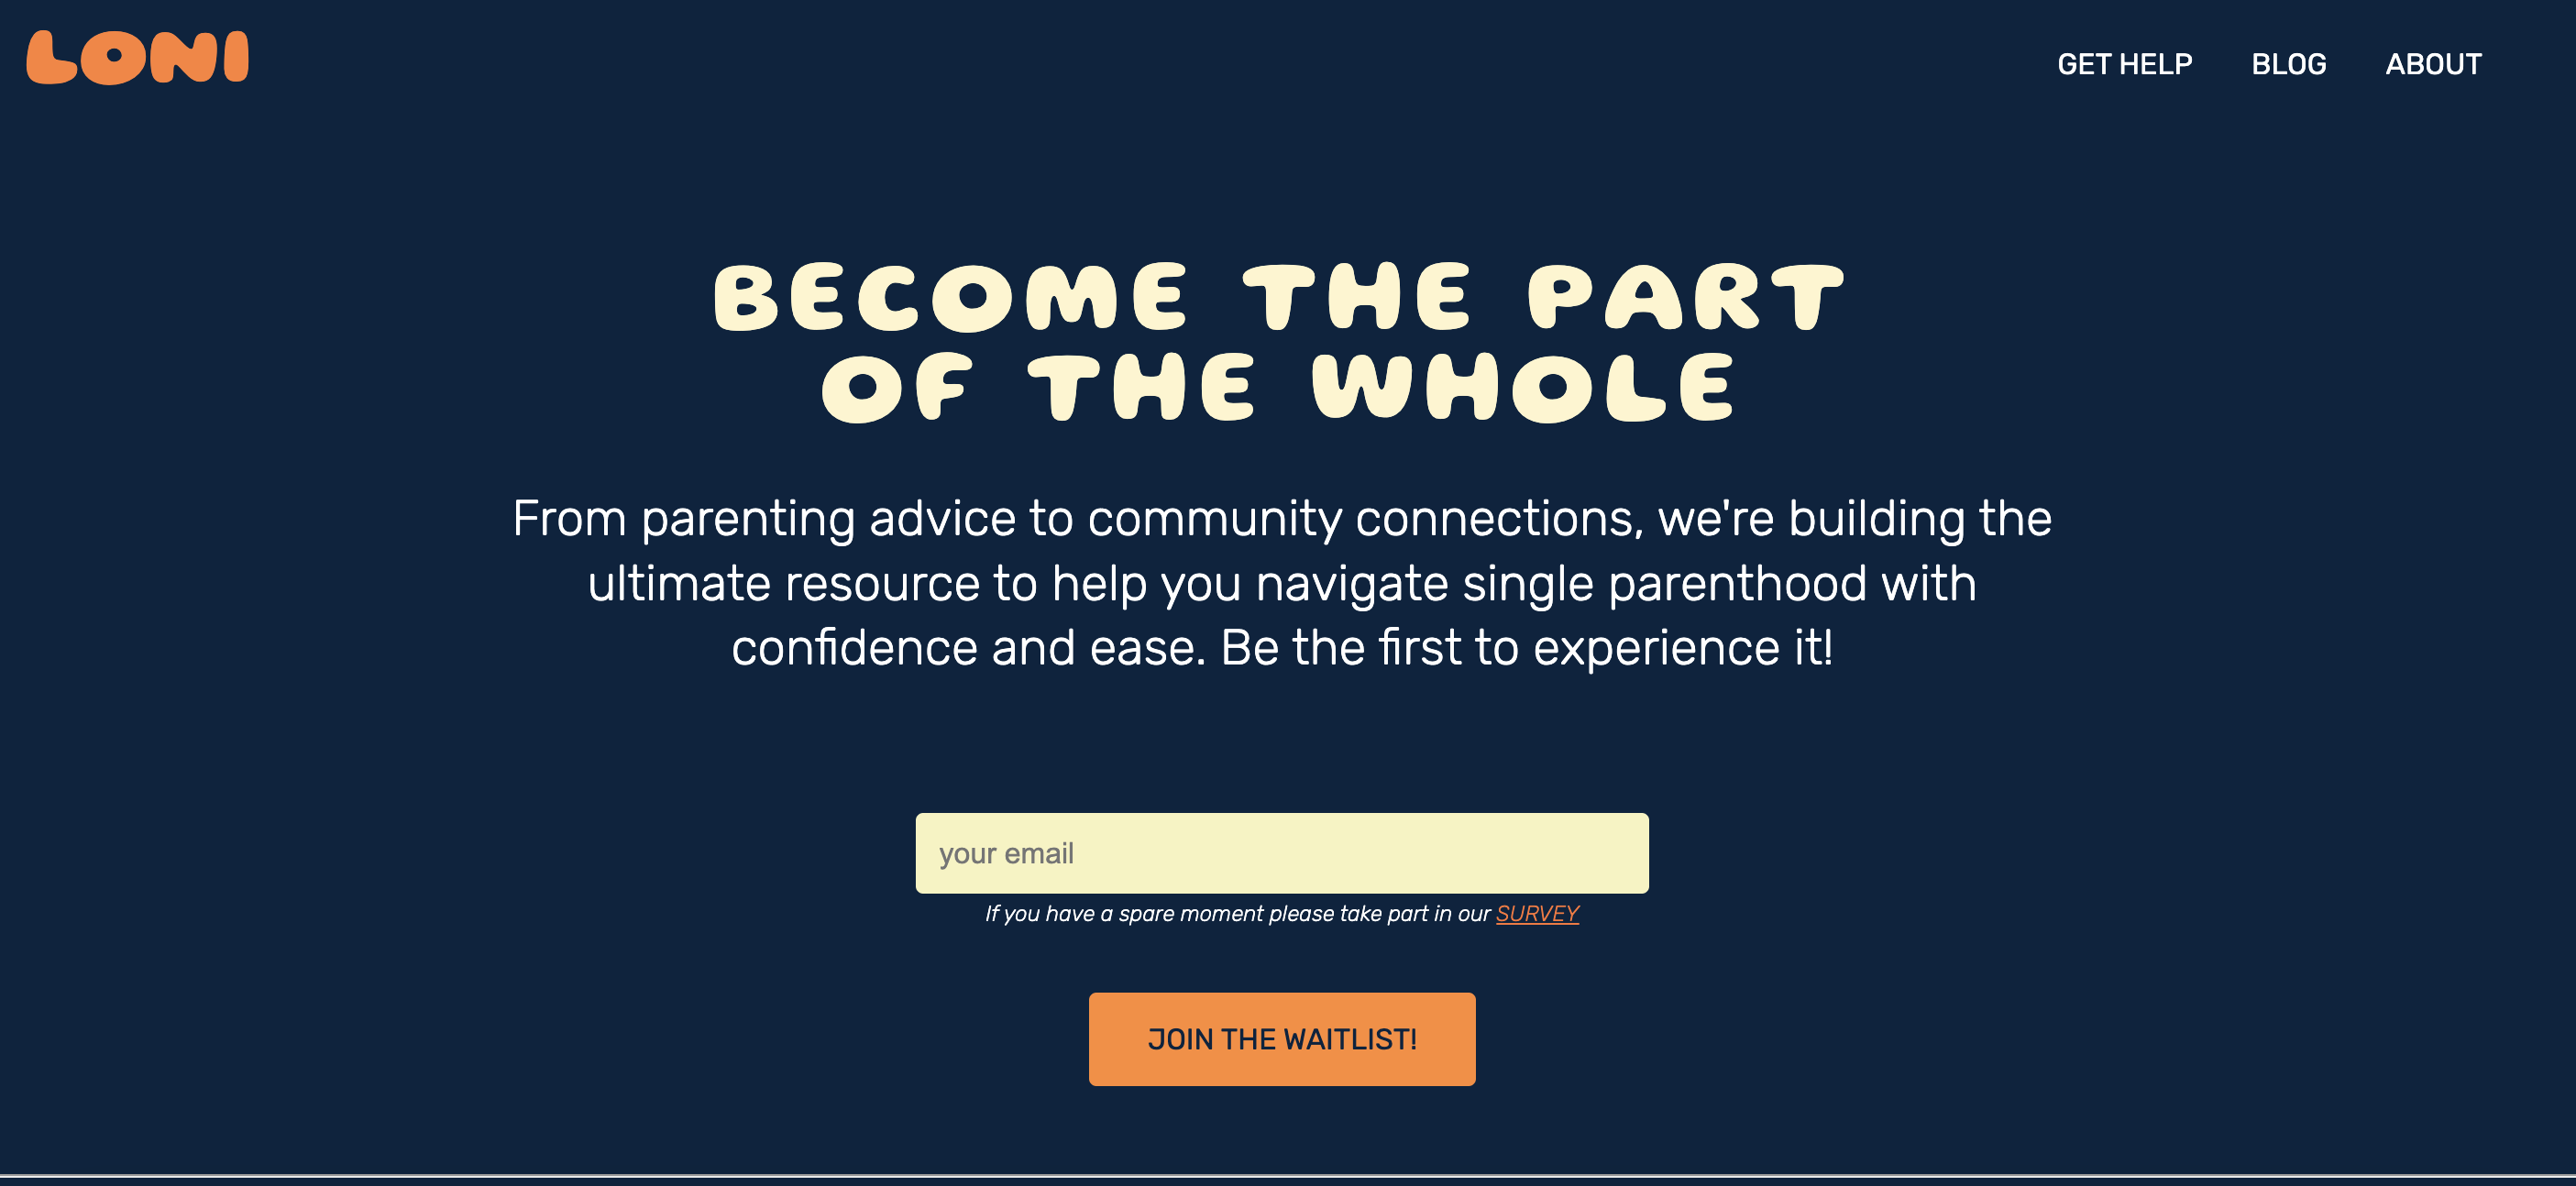 LONI
GET HELP
BLOG
ABOUT
BECOME THE PART
OF THE WHOLE
From parenting advice to community connections, we're building the
ultimate resource to help you navigate single parenthood with
confidence and ease. Be the first to experience it!
your email
If you have a spare moment please take part in our SURVEY
JOIN THE WAITLIST!